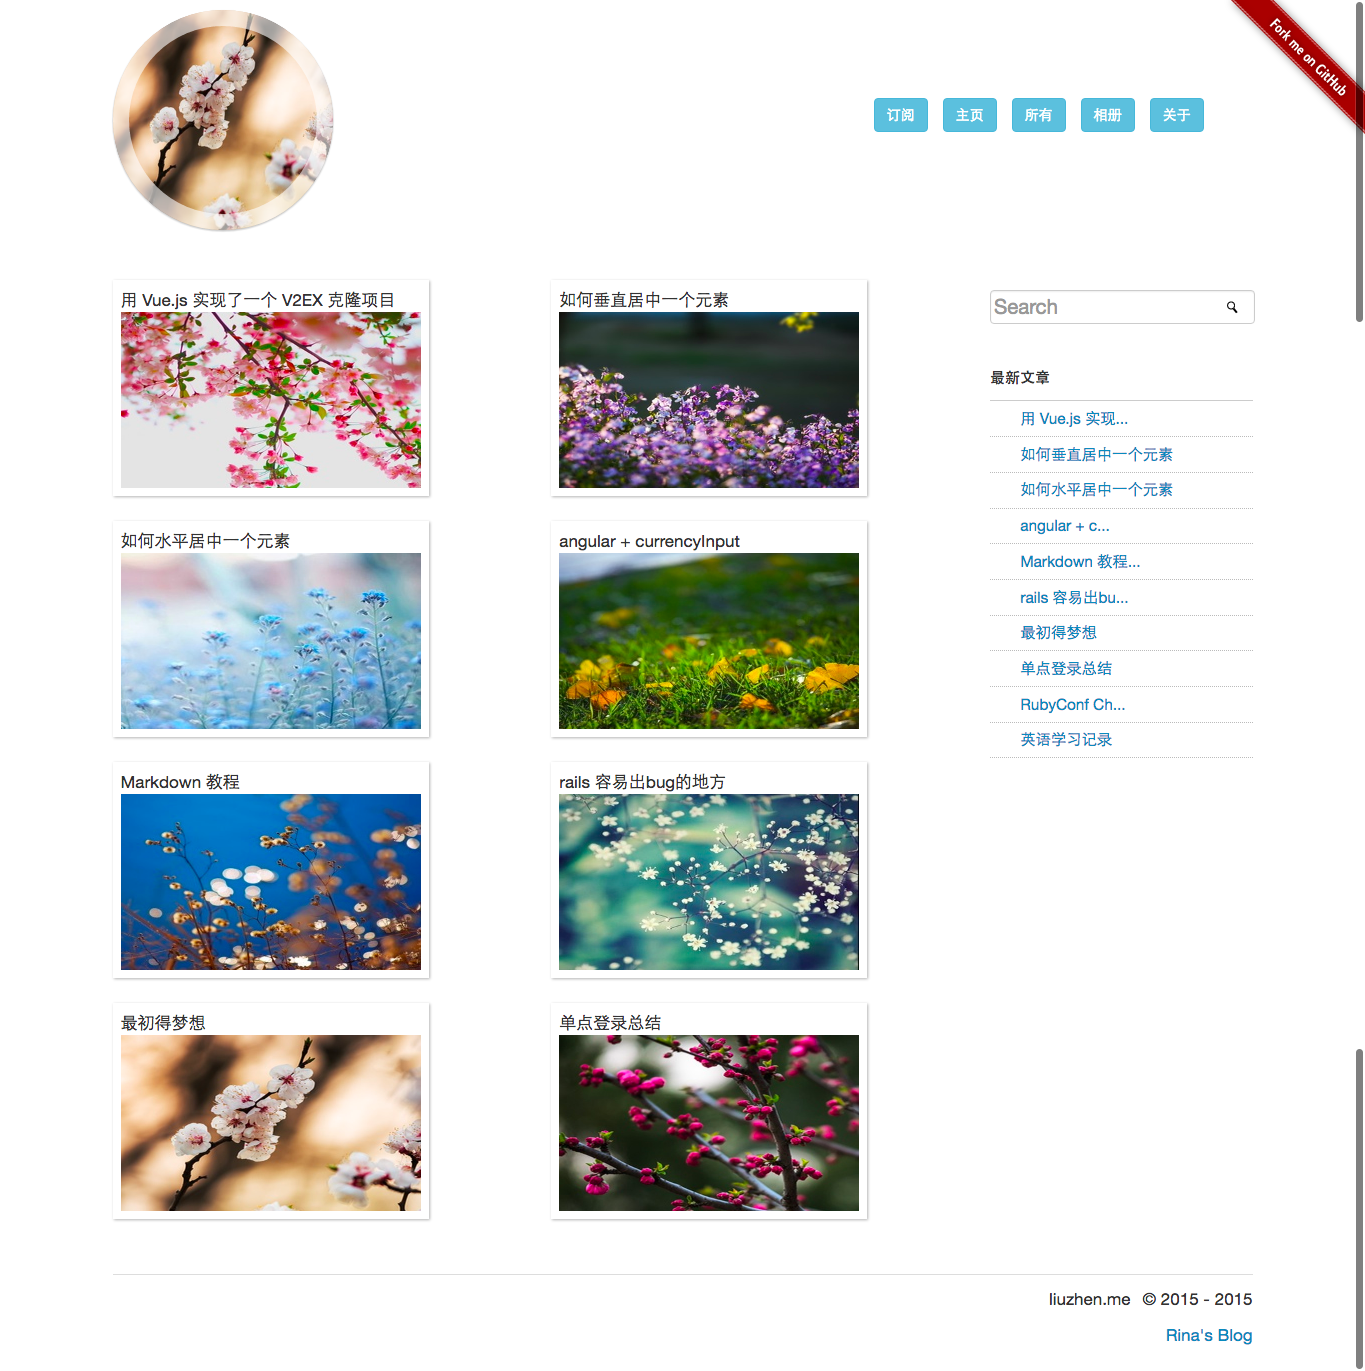 Fork me on GitHub
订阅 主页 所有 相册 关于
用 Vue.js 实现了一个 V2EX 克隆项目
如何垂直居中一个元素
如何水平居中一个元素
angular + currencyInput
Markdown 教程
rails 容易出bug的地方
最初得梦想
单点登录总结
Search
最新文章
用 Vue.js 实现...
如何垂直居中一个元素
如何水平居中一个元素
angular + c...
Markdown 教程...
rails 容易出bu...
最初得梦想
单点登录总结
RubyConf Ch...
英语学习记录
liuzhen.me © 2015 - 2015
Rina's Blog